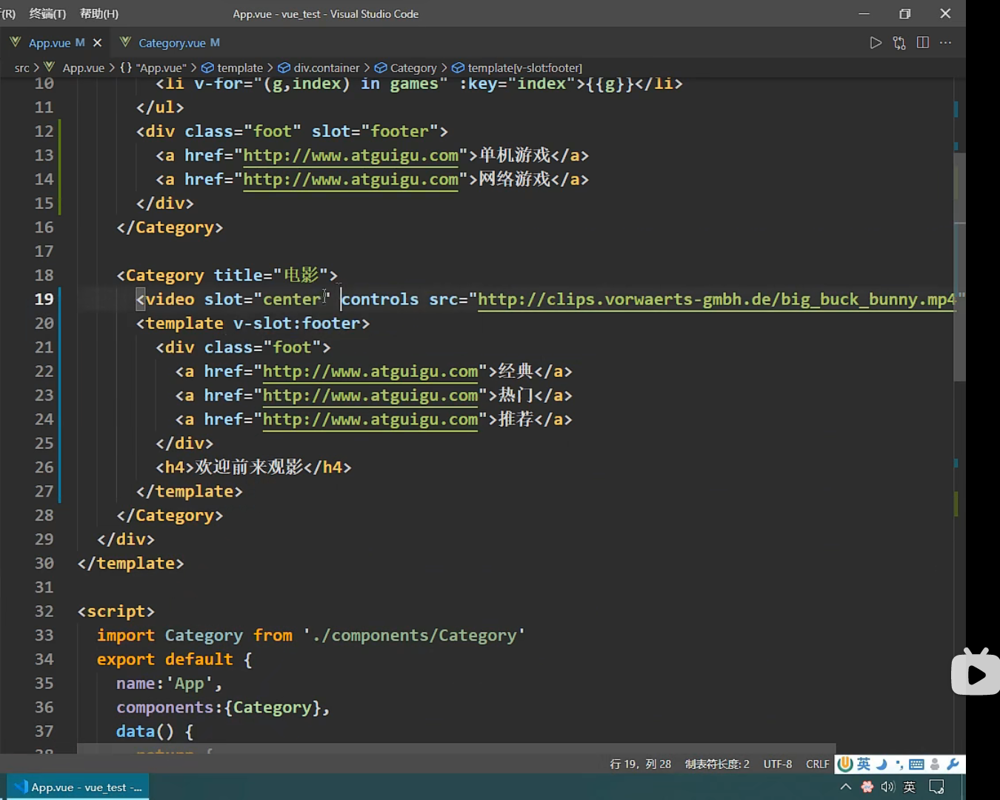 (R) 终端(T) 帮助(H) App.vue - vue_test - Visual Studio Code
App.vue M Category.vue M
src > App.vue > {} "App.vue" > template > div.container > Category > template[v-slot:footer]
10 <li v-for="(g,index) in games" :key="index">{{g}}</li>
11 </ul>
12 <div class="foot" slot="footer">
13 <a href="http://www.atguigu.com">单机游戏</a>
14 <a href="http://www.atguigu.com">网络游戏</a>
15 </div>
16 </Category>
17
18 <Category title="电影">
19 <video slot="center" controls src="http://clips.vorwaerts-gmbh.de/big_buck_bunny.mp4"
20 <template v-slot:footer>
21 <div class="foot">
22 <a href="http://www.atguigu.com">经典</a>
23 <a href="http://www.atguigu.com">热门</a>
24 <a href="http://www.atguigu.com">推荐</a>
25 </div>
26 <h4>欢迎前来观影</h4>
27 </template>
28 </Category>
29 </div>
30 </template>
31
32 <script>
33 import Category from './components/Category'
34 export default {
35 name:'App',
36 components:{Category},
37 data() {
38 return {
行 19，列 28 制表符长度: 2 UTF-8 CRLF 英
App.vue - vue_test -... 英